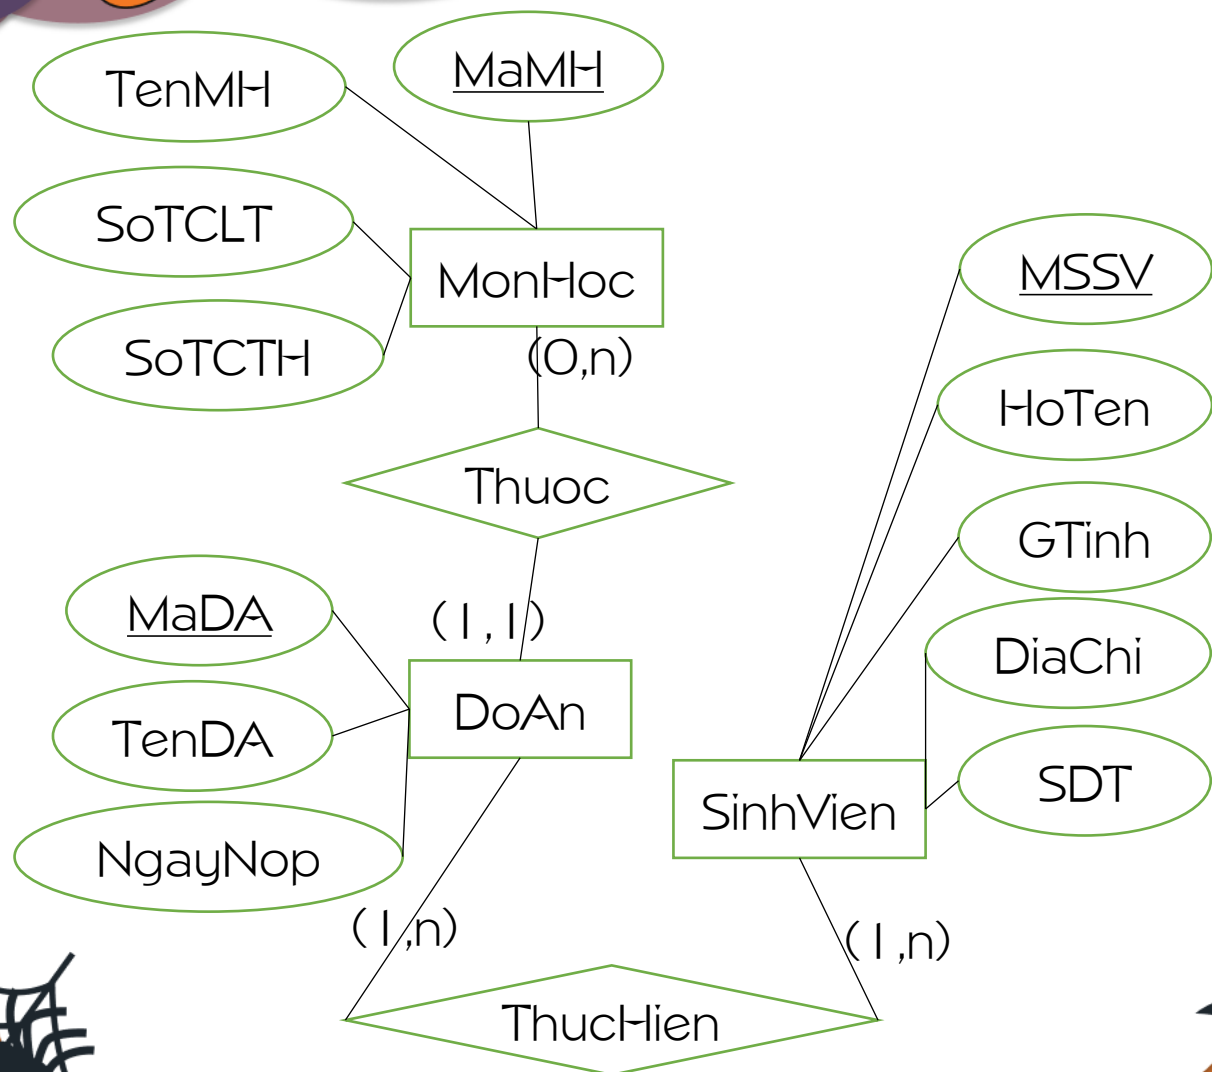 TenMH
MaMH
SoTCLT
MonHoc
SoTCTH
(0,n)
MSSV
HoTen
Thuoc
GTinh
MaDA
(1,1)
DiaChi
DoAn
TenDA
SDT
SinhVien
NgayNop
(1,n)
(1,n)
ThucHien